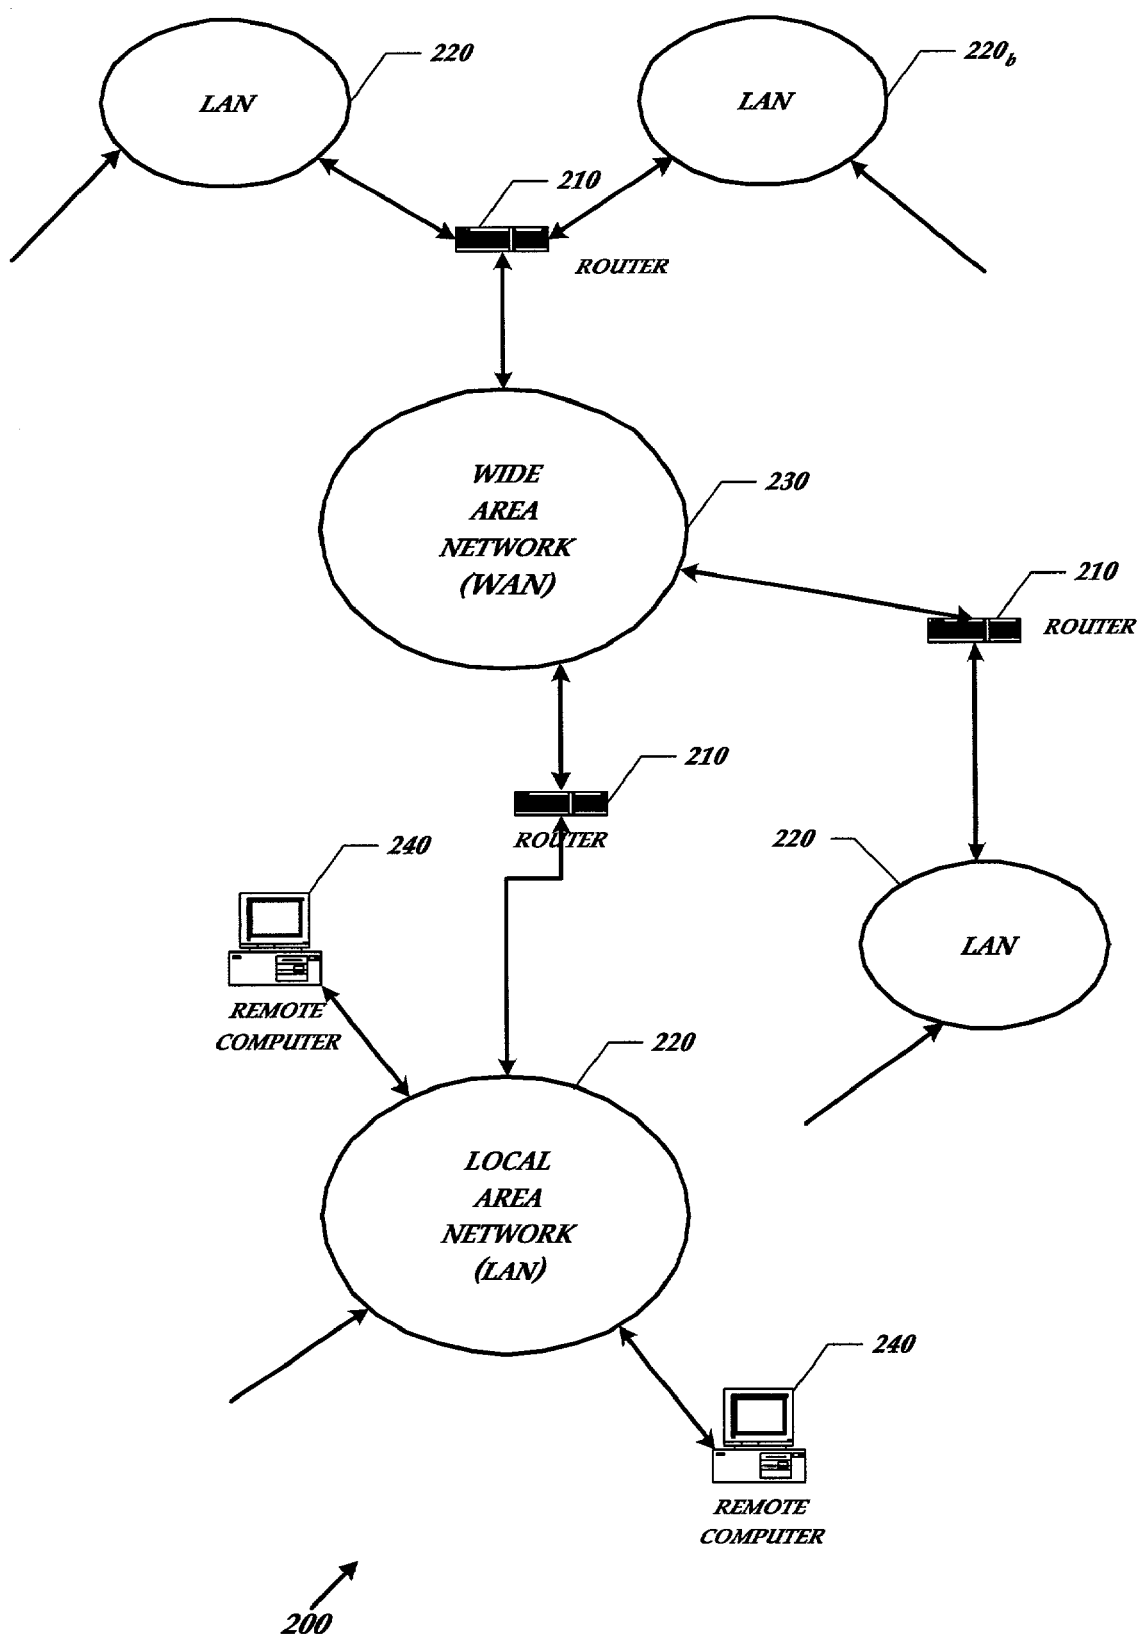 220
LAN
220b
LAN
210
ROUTER
WIDE
AREA
NETWORK
(WAN)
230
210
ROUTER
210
ROUTER
240
REMOTE
COMPUTER
220
LAN
220
LOCAL
AREA
NETWORK
(LAN)
240
REMOTE
COMPUTER
200